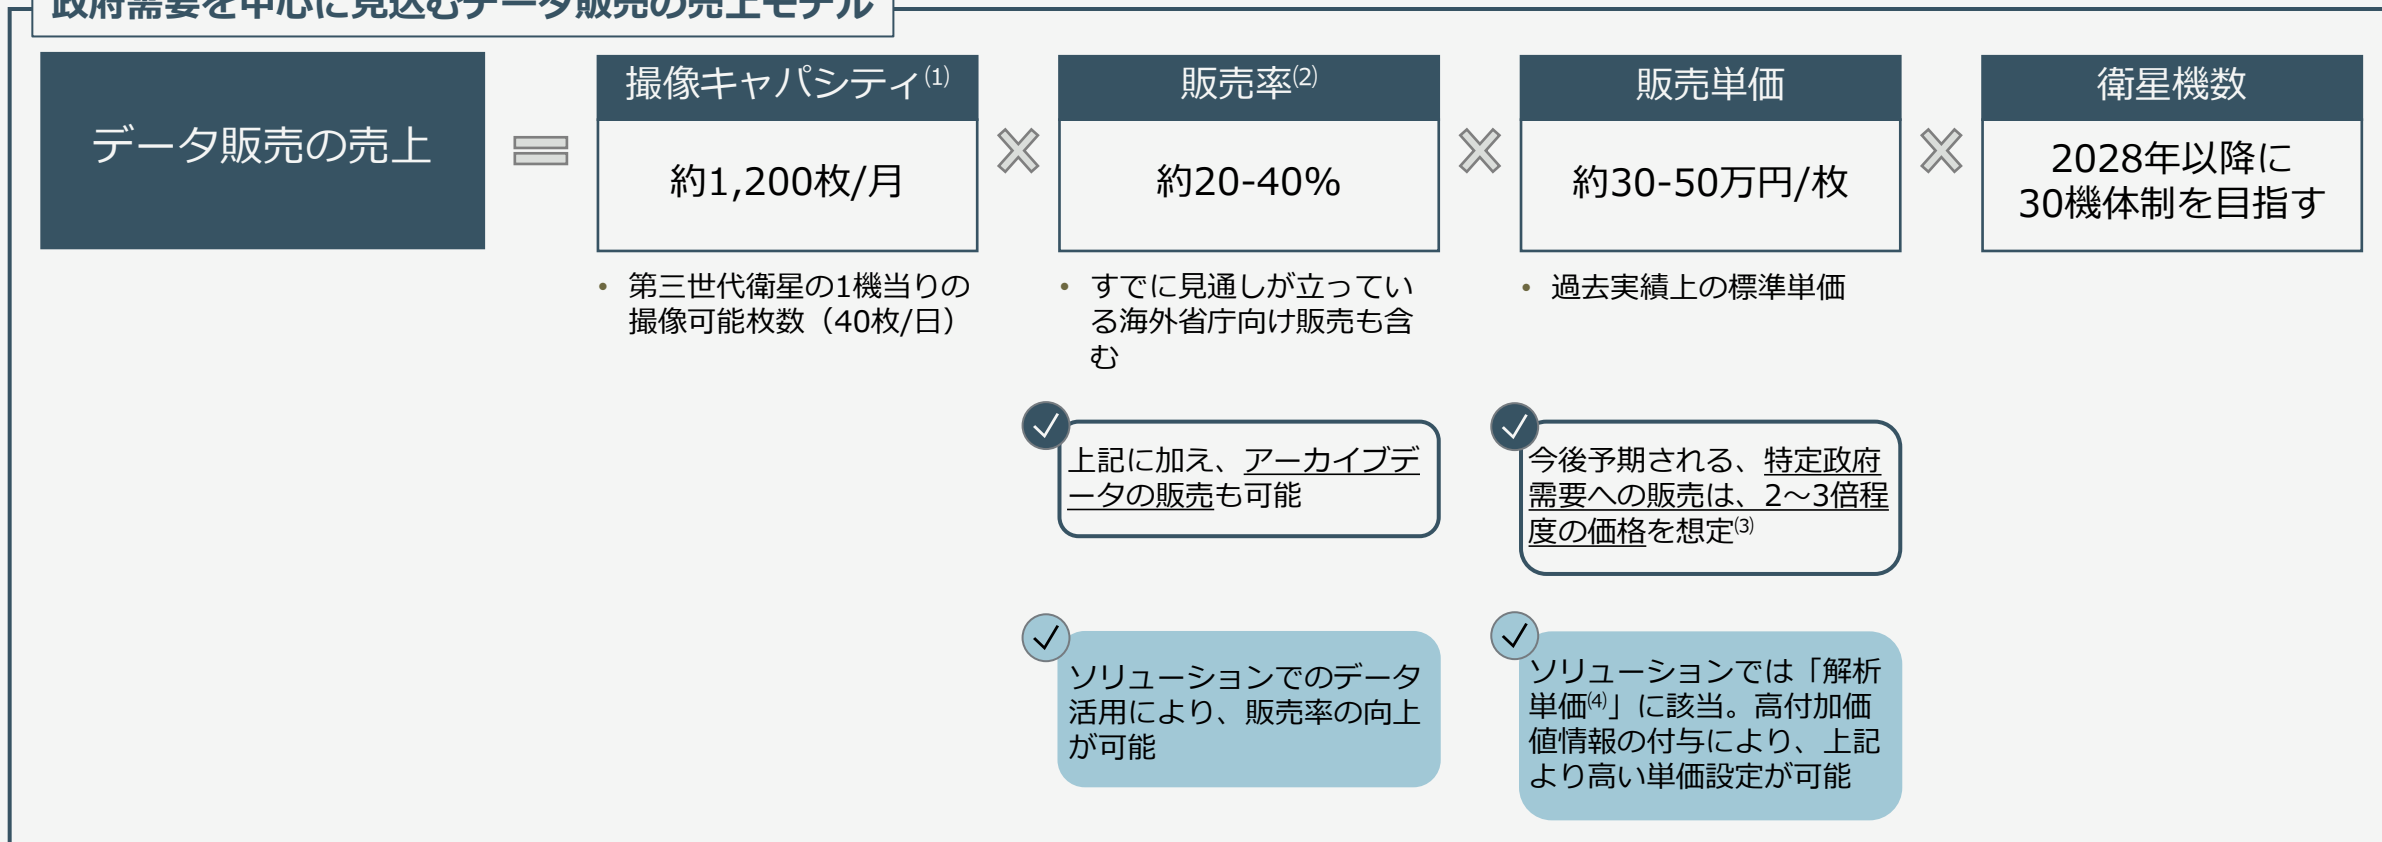 政府需要を中心に見込むデータ販売の売上モデル
データ販売の売上
撮像キャパシティ(1)
約1,200枚/月
• 第三世代衛星の1機当りの
撮像可能枚数（40枚/日）
販売率(2)
約20-40%
• すでに見通しが立ってい
る海外省庁向け販売も含
む
上記に加え、アーカイブデ
ータの販売も可能
ソリューションでのデータ
活用により、販売率の向上
が可能
販売単価
約30-50万円/枚
• 過去実績上の標準単価
今後予期される、特定政府
需要への販売は、2～3倍程
度の価格を想定(3)
ソリューションでは「解析
単価(4)」に該当。高付加価
値情報の付与により、上記
より高い単価設定が可能
衛星機数
2028年以降に
30機体制を目指す